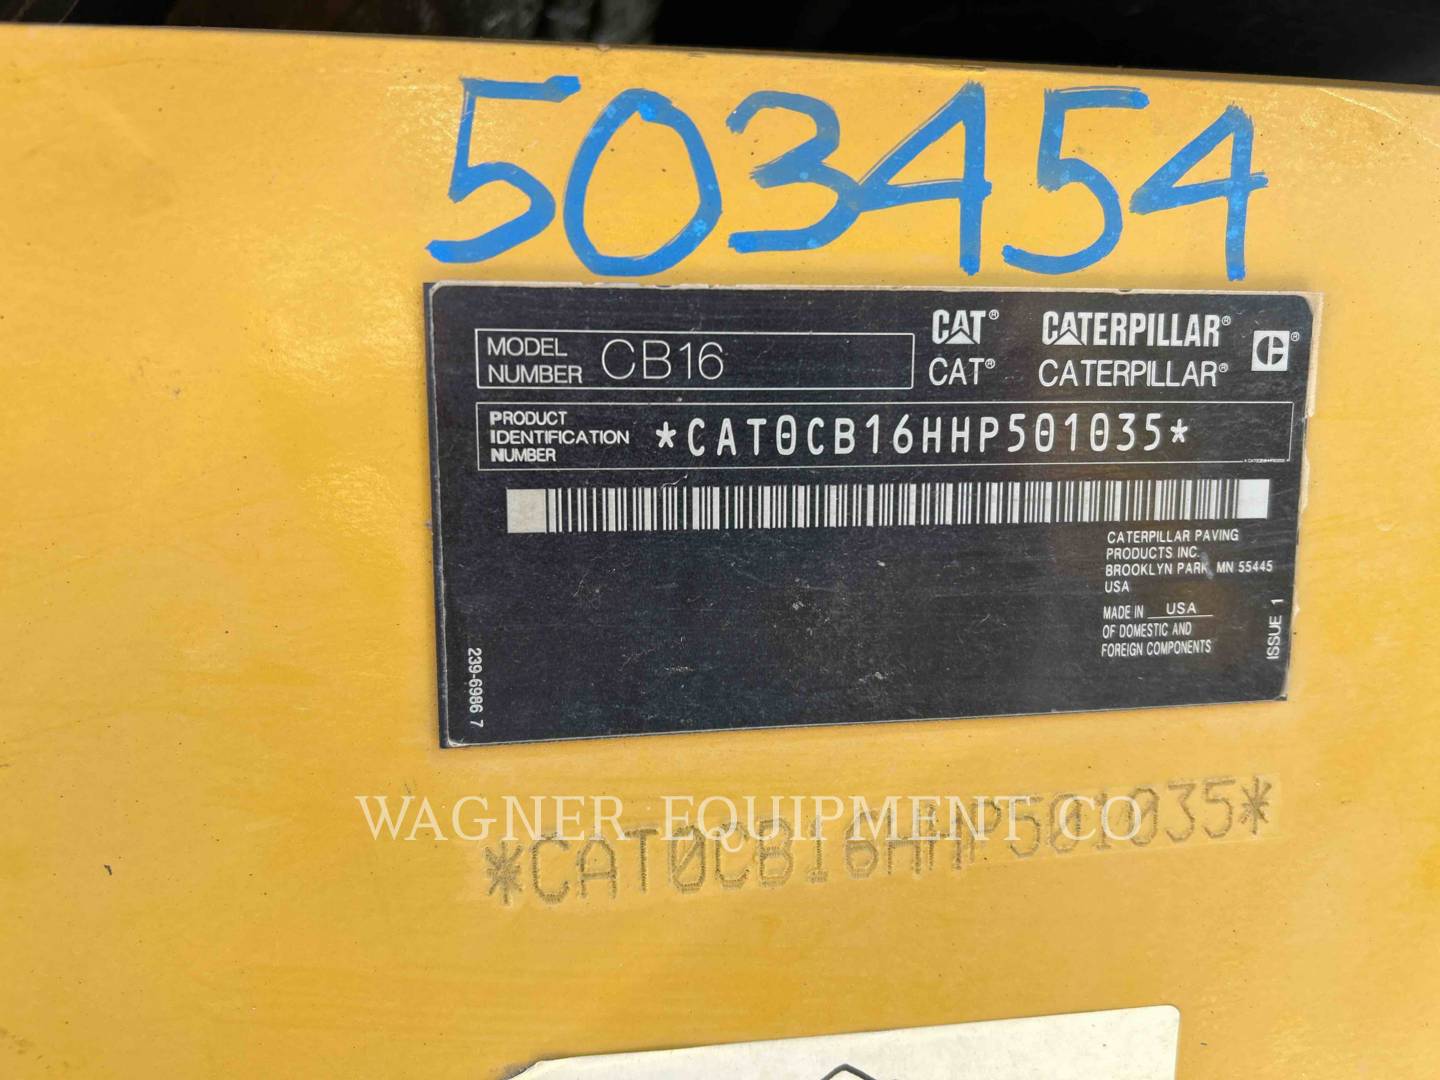 503454
MODEL NUMBER CB16
CAT® CATERPILLAR®
CAT® CATERPILLAR®
PRODUCT IDENTIFICATION NUMBER *CAT0CB16HHP501035*
CATERPILLAR PAVING
PRODUCTS INC.
BROOKLYN PARK, MN 55445
USA
MADE IN USA
OF DOMESTIC AND
FOREIGN COMPONENTS
ISSUE 1
239-6986 7
WAGNER EQUIPMENT CO
*CAT0CB16HHP501035*